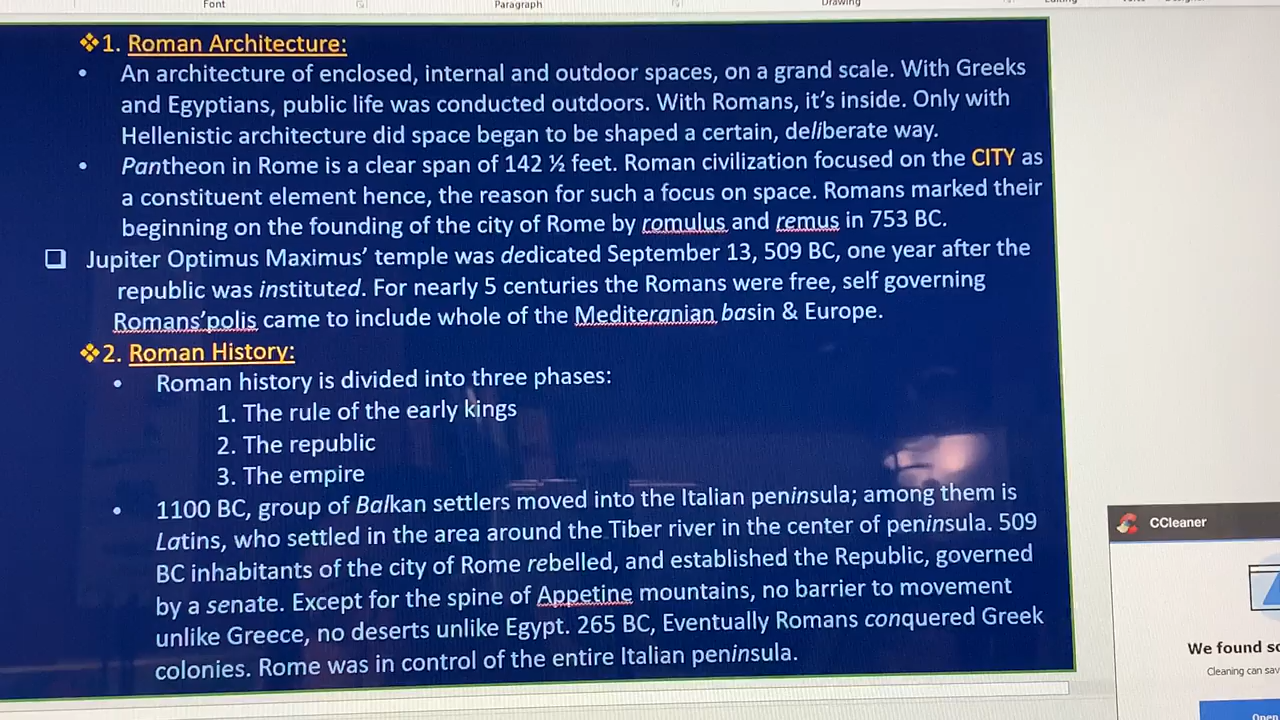 Font
Paragraph
Drawing
❖1. Roman Architecture:
• An architecture of enclosed, internal and outdoor spaces, on a grand scale. With Greeks
and Egyptians, public life was conducted outdoors. With Romans, it's inside. Only with
Hellenistic architecture did space began to be shaped a certain, deliberate way.
• Pantheon in Rome is a clear span of 142 ½ feet. Roman civilization focused on the CITY as
a constituent element hence, the reason for such a focus on space. Romans marked their
beginning on the founding of the city of Rome by romulus and remus in 753 BC.
❑ Jupiter Optimus Maximus' temple was dedicated September 13, 509 BC, one year after the
republic was instituted. For nearly 5 centuries the Romans were free, self governing
Romans'polis came to include whole of the Mediteranian basin & Europe.
❖2. Roman History:
• Roman history is divided into three phases:
1. The rule of the early kings
2. The republic
3. The empire
• 1100 BC, group of Balkan settlers moved into the Italian peninsula; among them is
Latins, who settled in the area around the Tiber river in the center of peninsula. 509
BC inhabitants of the city of Rome rebelled, and established the Republic, governed
by a senate. Except for the spine of Appetine mountains, no barrier to movement
unlike Greece, no deserts unlike Egypt. 265 BC, Eventually Romans conquered Greek
colonies. Rome was in control of the entire Italian peninsula.
CCleaner
We found
Cleaning can